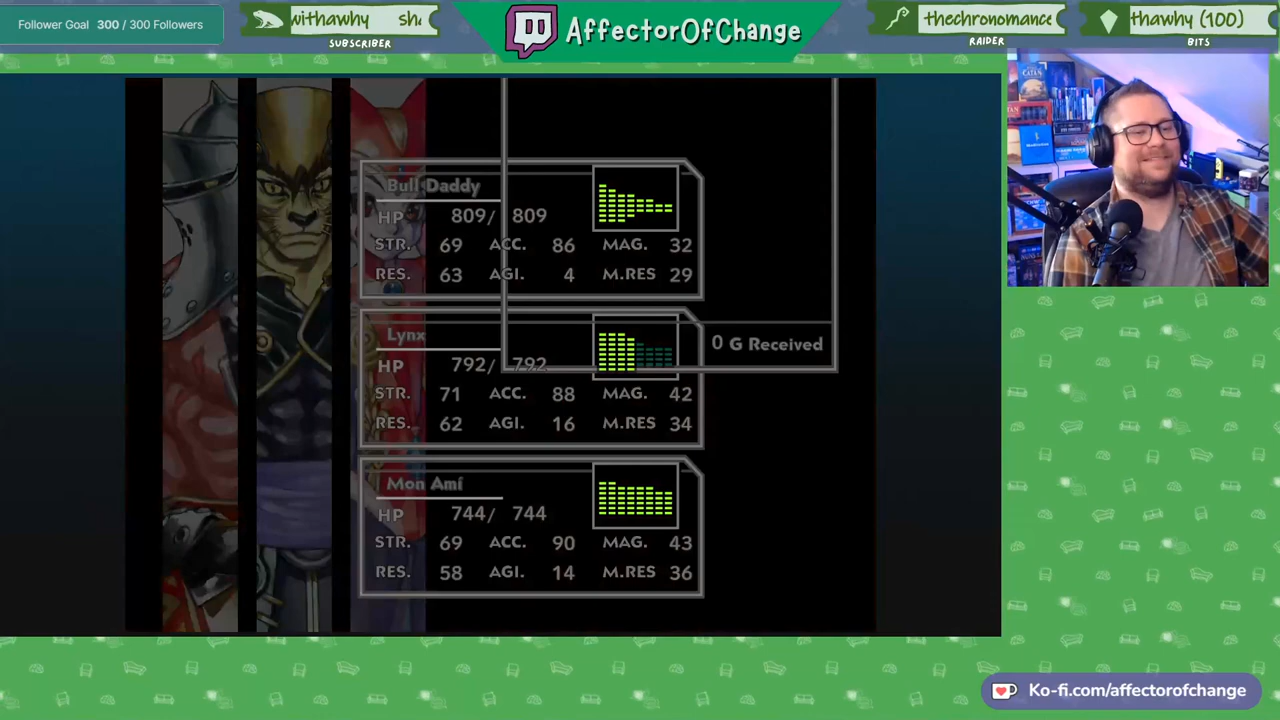 Follower Goal 300 / 300 Followers
withawhy
SUBSCRIBER
AffectorOfChange
thechronomance
RAIDER
thawhy (100)
BITS
CATAN
Bull Daddy
HP 809/ 809
STR. 69 ACC. 86 MAG. 32
RES. 63 AGI. 4 M.RES 29
Lynx
HP 792/ 792
0 G Received
STR. 71 ACC. 88 MAG. 42
RES. 62 AGI. 16 M.RES 34
Mon Amí
HP 744/ 744
STR. 69 ACC. 90 MAG. 43
RES. 58 AGI. 14 M.RES 36
Ko-fi.com/affectorofchange